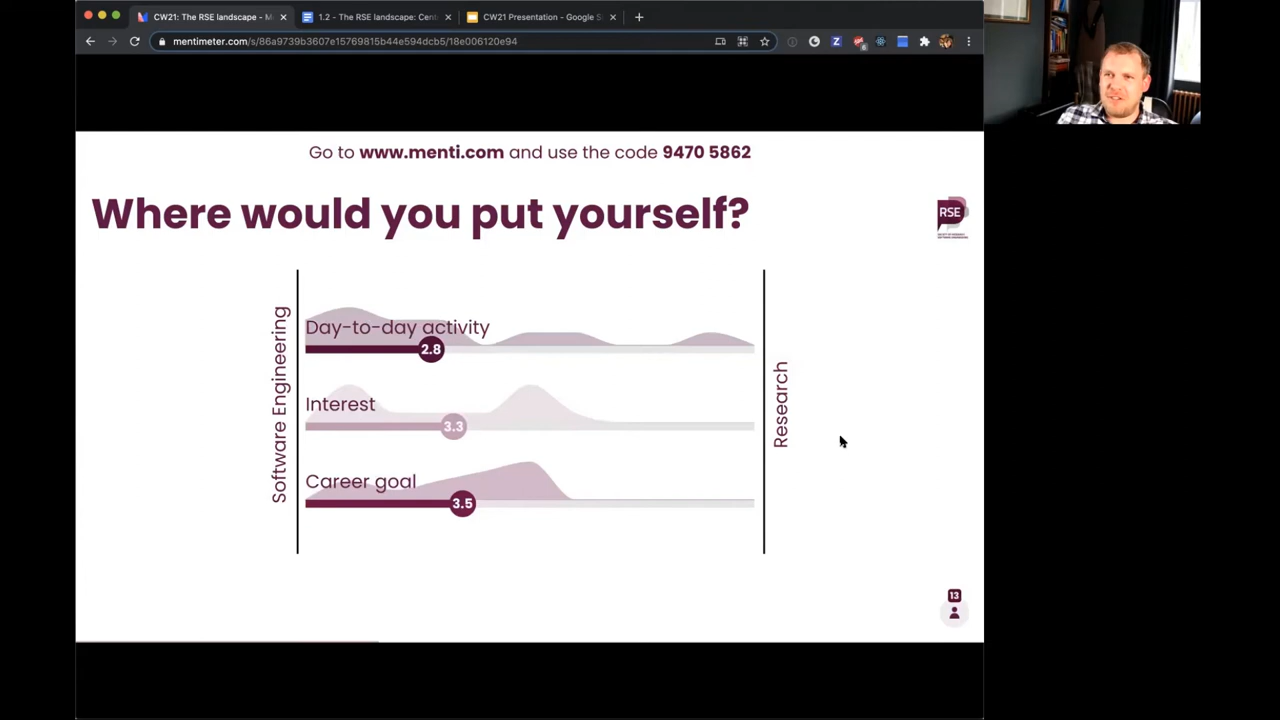 CW21: The RSE landscape - M
1.2 - The RSE landscape: Cent
CW21 Presentation - Google S
mentimeter.com/s/86a9739b3607e15769815b44e594dcb5/18e006120e94
Go to www.menti.com and use the code 9470 5862
Where would you put yourself?
RSE
Software Engineering
Day-to-day activity
2.8
Interest
3.3
Career goal
3.5
Research
13